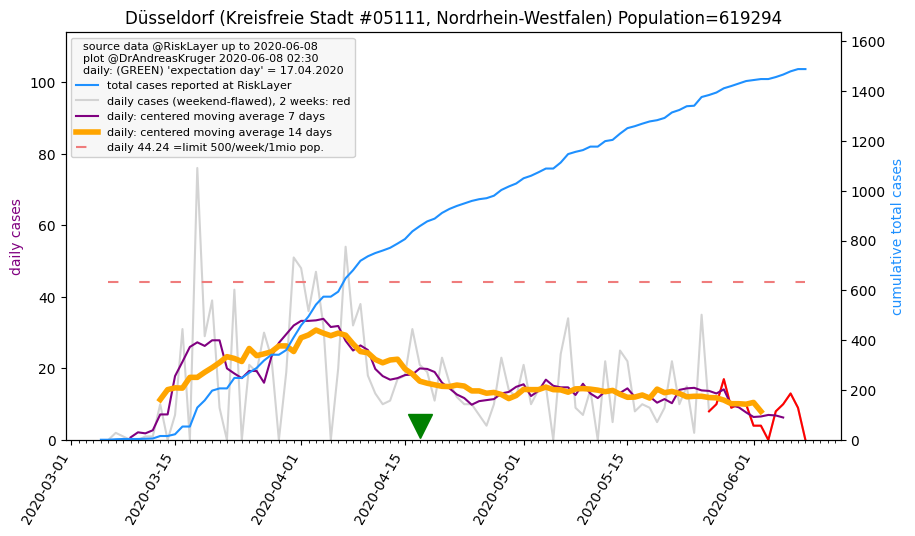 Düsseldorf (Kreisfreie Stadt #05111, Nordrhein-Westfalen) Population=619294
source data @RiskLayer up to 2020-06-08
plot @DrAndreasKruger 2020-06-08 02:30
daily: (GREEN) 'expectation day' = 17.04.2020
total cases reported at RiskLayer
daily cases (weekend-flawed), 2 weeks: red
daily: centered moving average 7 days
daily: centered moving average 14 days
daily 44.24 =limit 500/week/1mio pop.
daily cases
100
80
60
40
20
0
cumulative total cases
1600
1400
1200
1000
800
600
400
200
0
2020-03-01
2020-03-15
2020-04-01
2020-04-15
2020-05-01
2020-05-15
2020-06-01